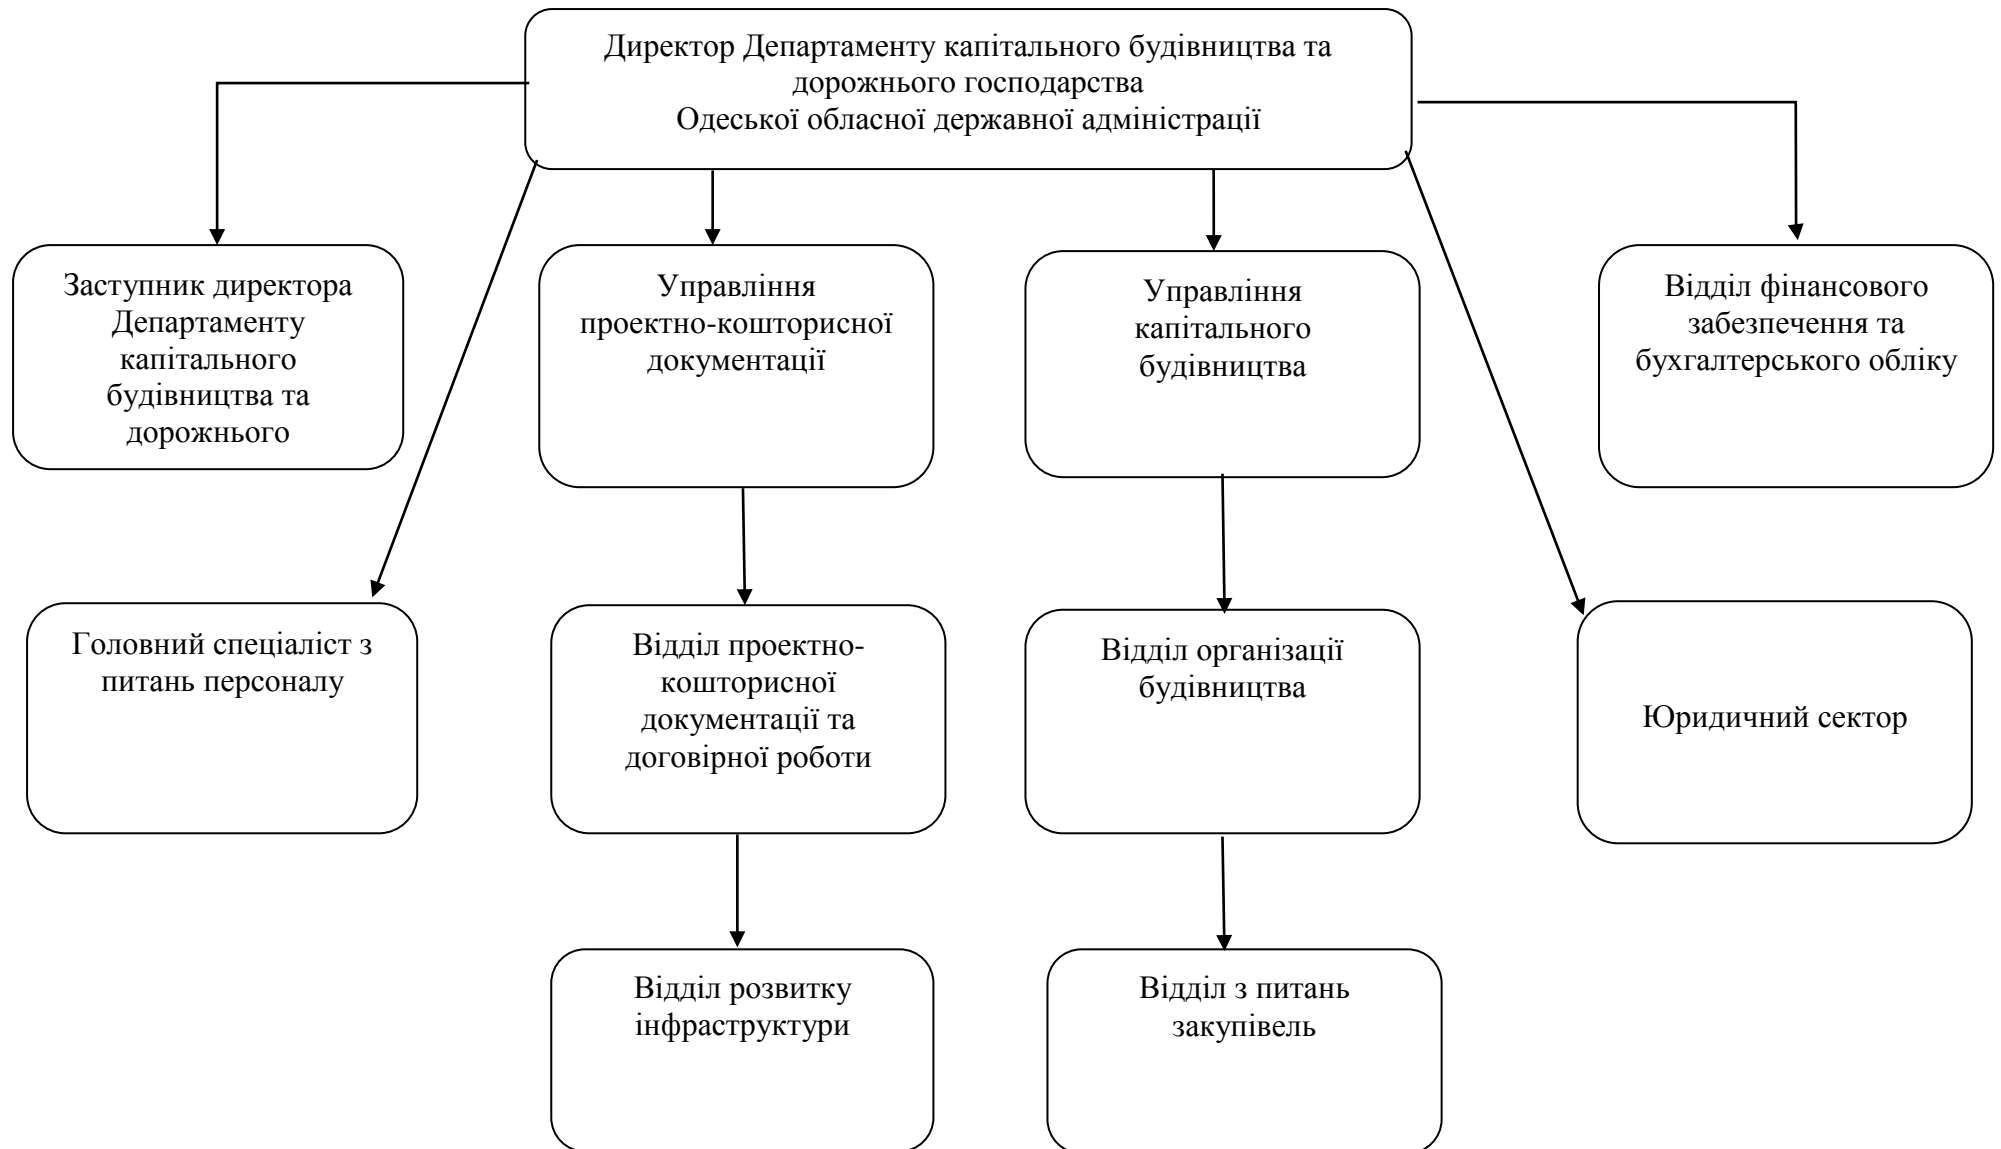 Директор Департаменту капітального будівництва та
дорожнього господарства
Одеської обласної державної адміністрації
Заступник директора
Департаменту
капітального
будівництва та
дорожнього
Управління
проектно-кошторисної
документації
Управління
капітального
будівництва
Відділ фінансового
забезпечення та
бухгалтерського обліку
Головний спеціаліст з
питань персоналу
Відділ проектно-
кошторисної
документації та
договірної роботи
Відділ організації
будівництва
Юридичний сектор
Відділ розвитку
інфраструктури
Відділ з питань
закупівель